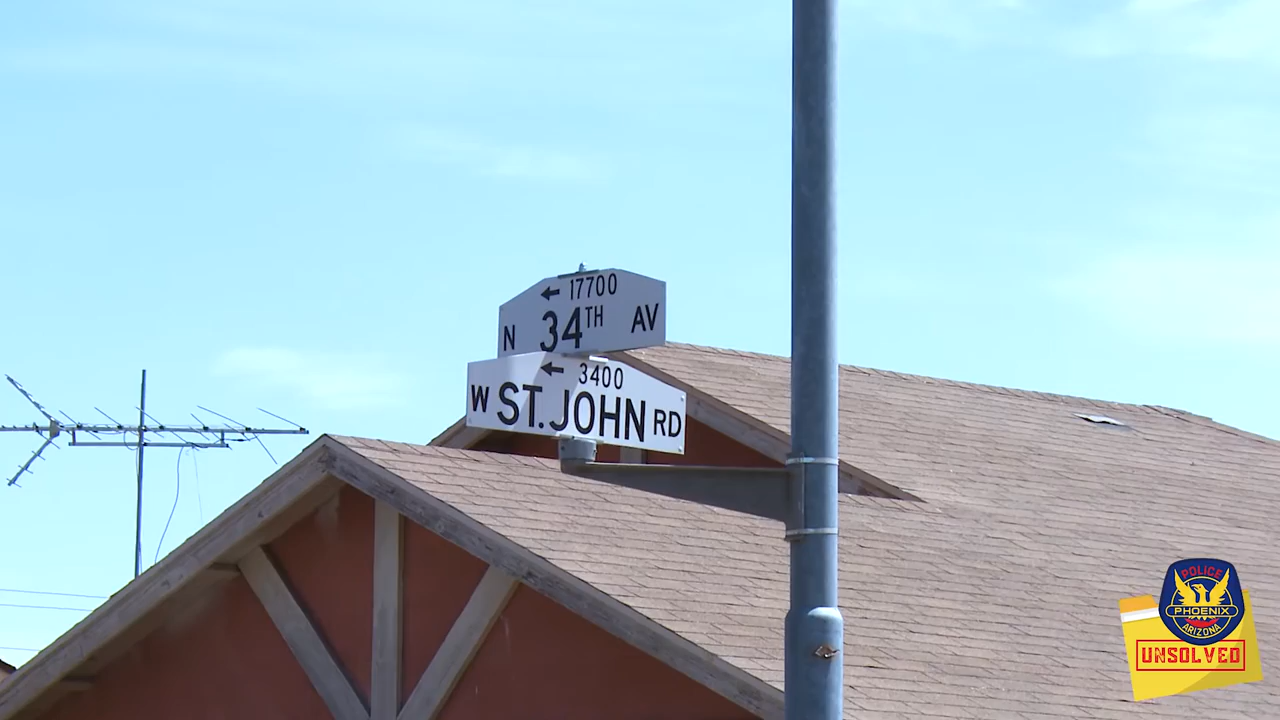 ← 17700
N 34TH AV
← 3400
W ST. JOHN RD
POLICE
PHOENIX
ARIZONA
UNSOLVED